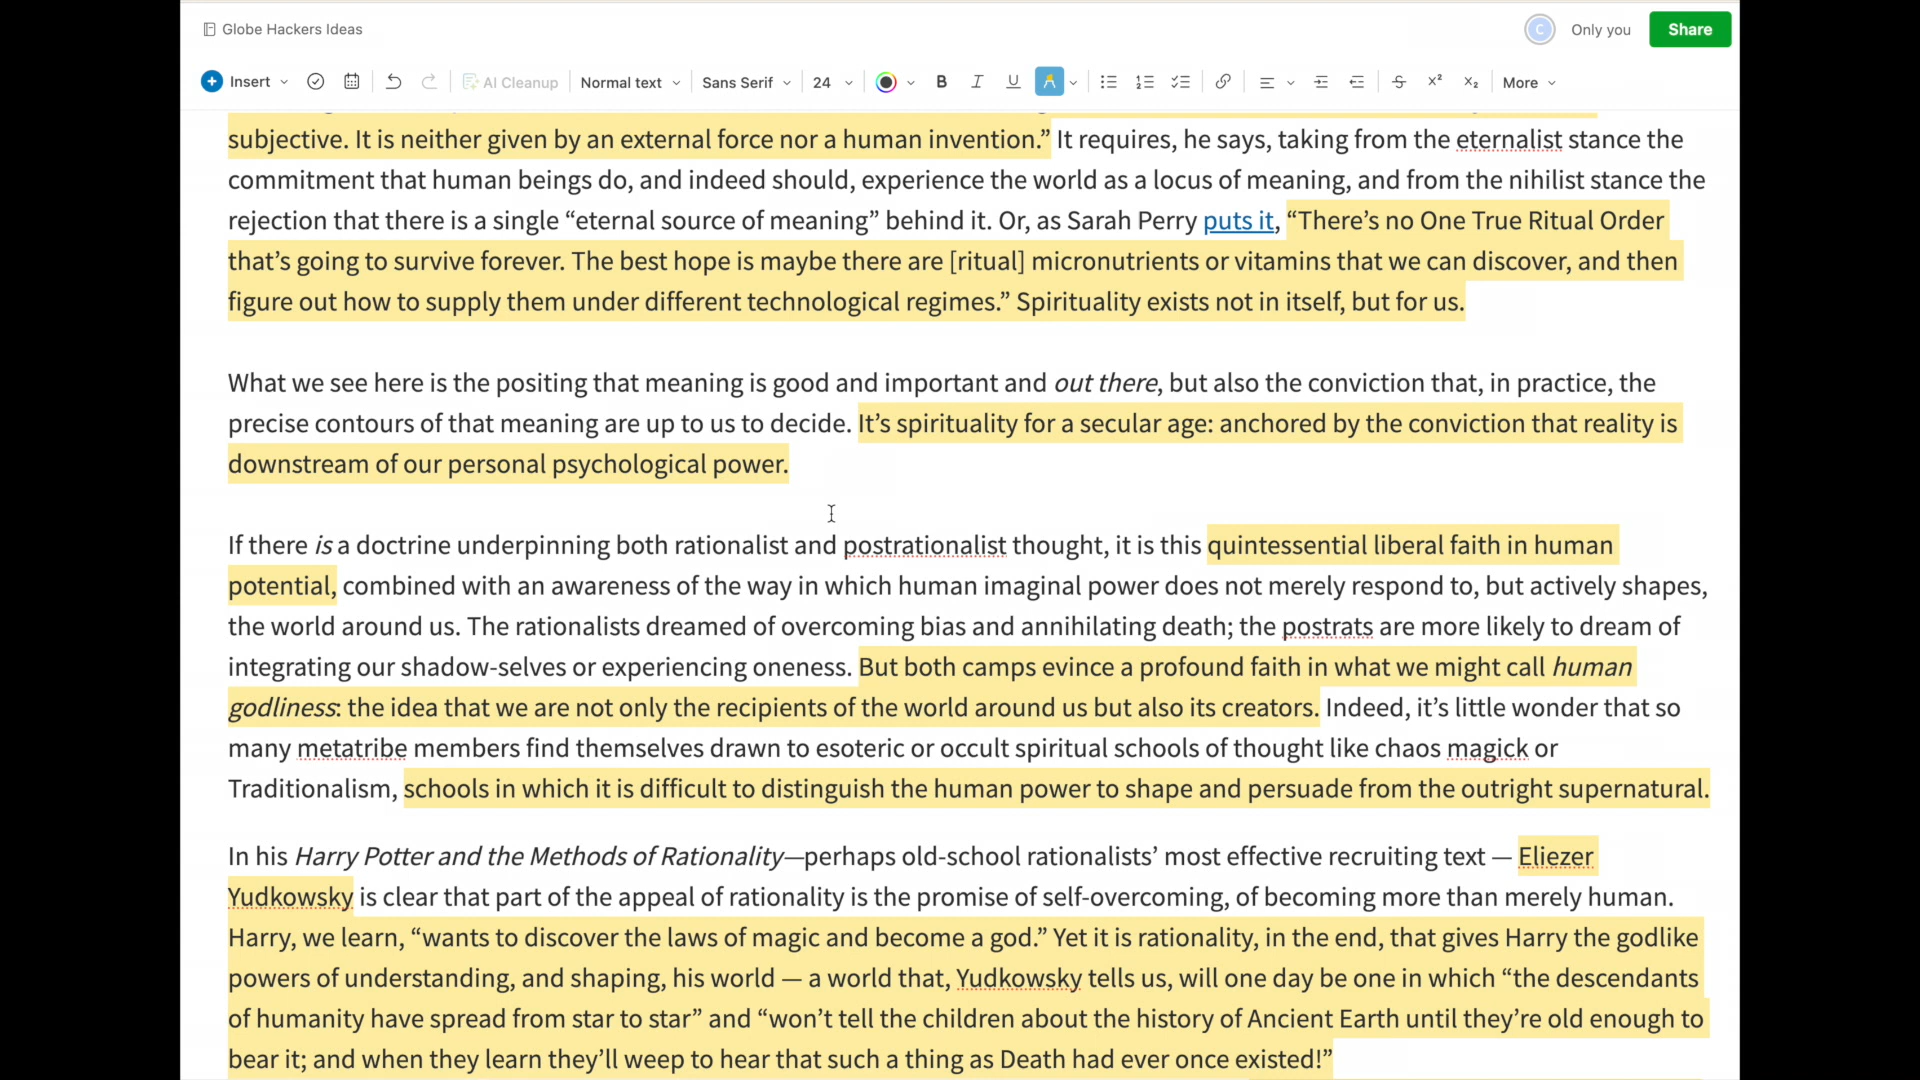 Globe Hackers Ideas
C
Only you
Share
Insert
AI Cleanup
Normal text
Sans Serif
24
B
I
U
A
S
x²
x₂
More
subjective. It is neither given by an external force nor a human invention.” It requires, he says, taking from the eternalist stance the
commitment that human beings do, and indeed should, experience the world as a locus of meaning, and from the nihilist stance the
rejection that there is a single “eternal source of meaning” behind it. Or, as Sarah Perry puts it, “There’s no One True Ritual Order
that’s going to survive forever. The best hope is maybe there are [ritual] micronutrients or vitamins that we can discover, and then
figure out how to supply them under different technological regimes.” Spirituality exists not in itself, but for us.
What we see here is the positing that meaning is good and important and out there, but also the conviction that, in practice, the
precise contours of that meaning are up to us to decide. It’s spirituality for a secular age: anchored by the conviction that reality is
downstream of our personal psychological power.
If there is a doctrine underpinning both rationalist and postrationalist thought, it is this quintessential liberal faith in human
potential, combined with an awareness of the way in which human imaginal power does not merely respond to, but actively shapes,
the world around us. The rationalists dreamed of overcoming bias and annihilating death; the postrats are more likely to dream of
integrating our shadow-selves or experiencing oneness. But both camps evince a profound faith in what we might call human
godliness: the idea that we are not only the recipients of the world around us but also its creators. Indeed, it’s little wonder that so
many metatribe members find themselves drawn to esoteric or occult spiritual schools of thought like chaos magick or
Traditionalism, schools in which it is difficult to distinguish the human power to shape and persuade from the outright supernatural.
In his Harry Potter and the Methods of Rationality—perhaps old-school rationalists’ most effective recruiting text — Eliezer
Yudkowsky is clear that part of the appeal of rationality is the promise of self-overcoming, of becoming more than merely human.
Harry, we learn, “wants to discover the laws of magic and become a god.” Yet it is rationality, in the end, that gives Harry the godlike
powers of understanding, and shaping, his world — a world that, Yudkowsky tells us, will one day be one in which “the descendants
of humanity have spread from star to star” and “won’t tell the children about the history of Ancient Earth until they’re old enough to
bear it; and when they learn they’ll weep to hear that such a thing as Death had ever once existed!”